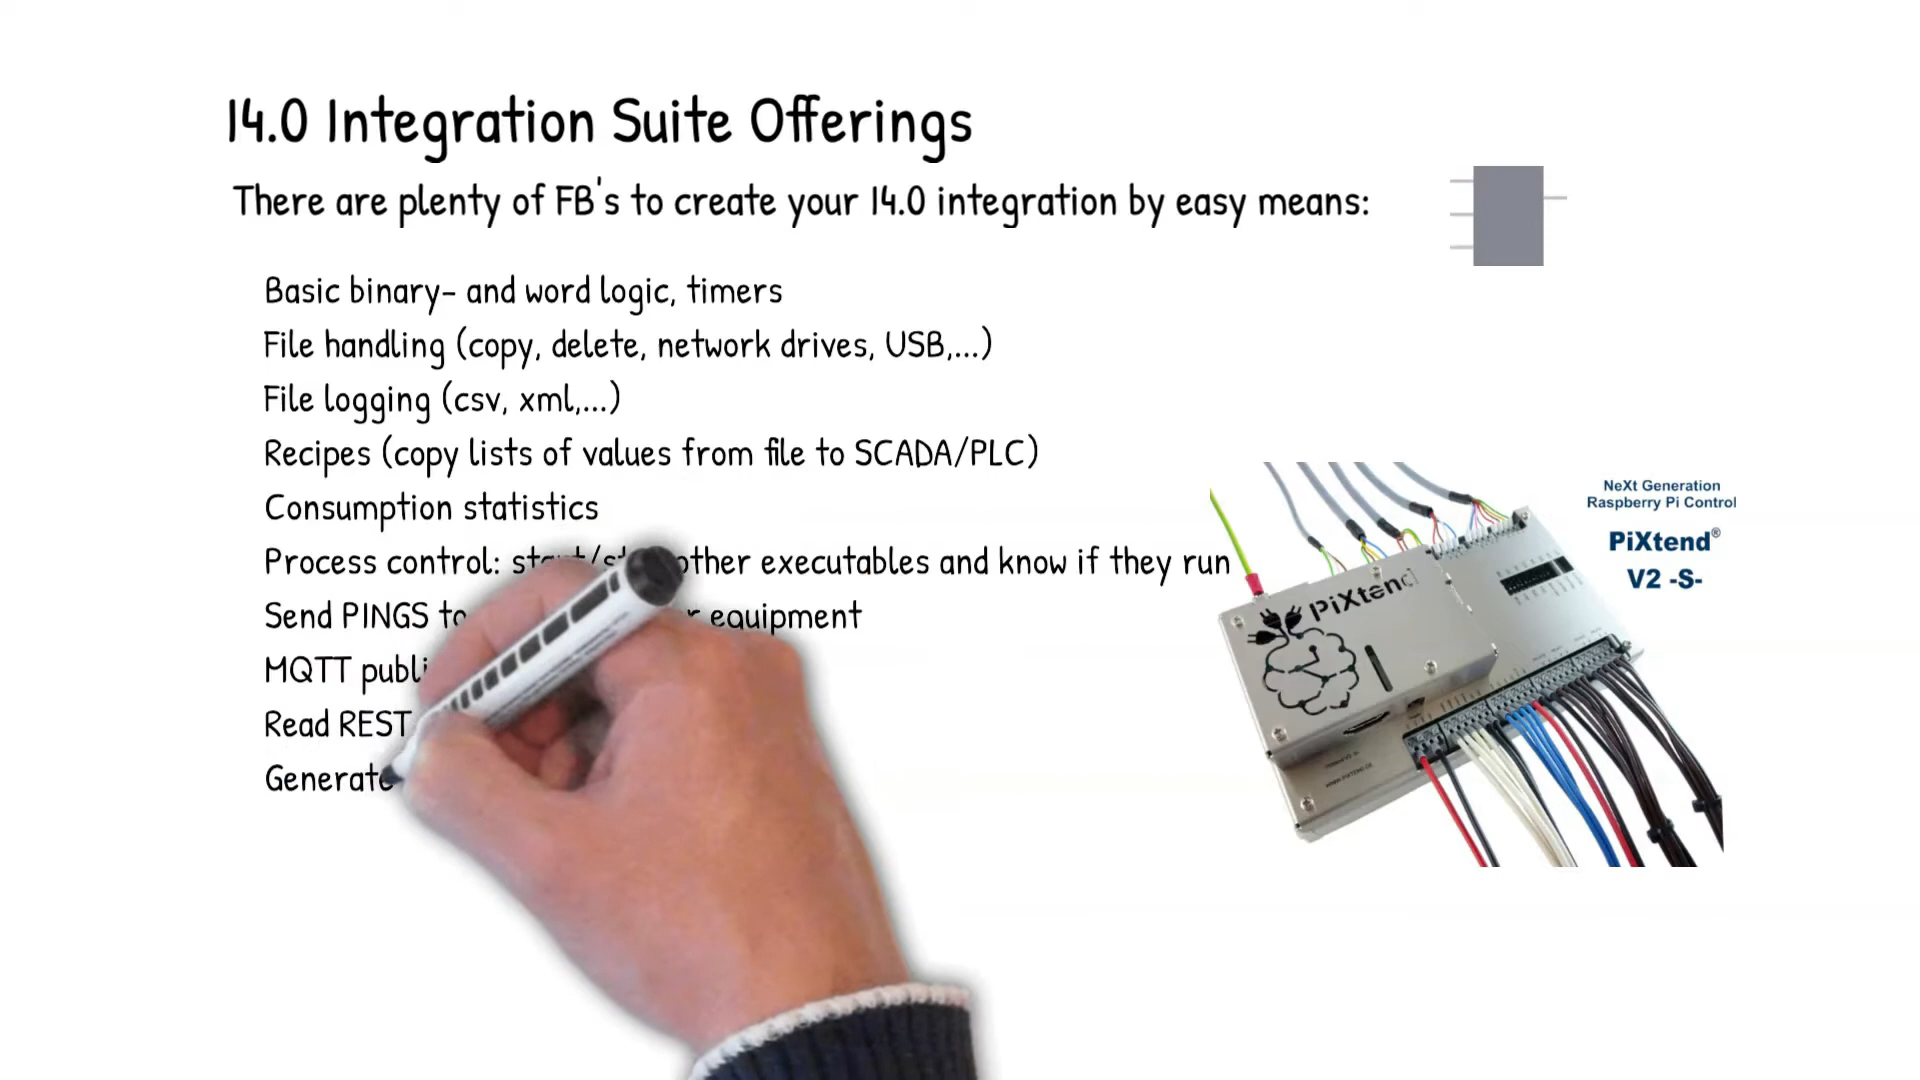 I4.0 Integration Suite Offerings
There are plenty of FB's to create your I4.0 integration by easy means:
Basic binary- and word logic, timers
File handling (copy, delete, network drives, USB,...)
File logging (csv, xml,...)
Recipes (copy lists of values from file to SCADA/PLC)
Consumption statistics
Process control: other executables and know if they run
Send PINGS equipment
MQTT
Read REST
Generate
NeXt Generation
Raspberry Pi Control
PiXtend®
V2 -S-
PiXtend